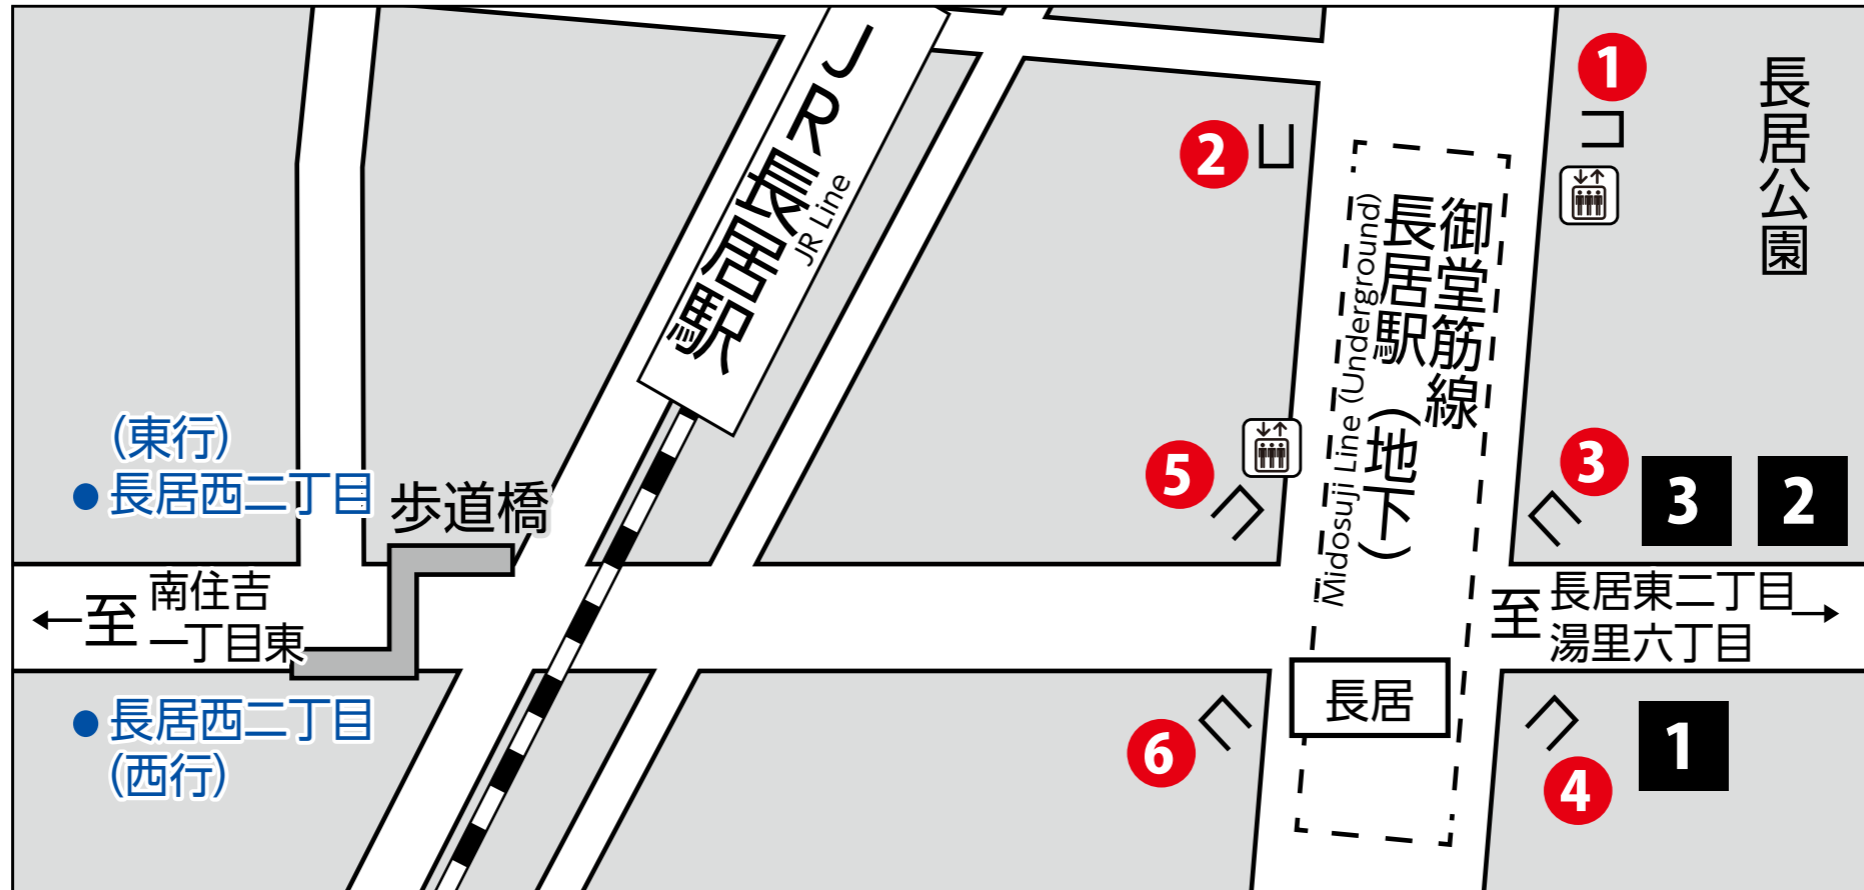 JR長居駅
JR Line
1
2
長居公園
御堂筋線
長居駅(地下)
Midosuji Line (Underground)
(東行)
長居西二丁目
歩道橋
5
3
3
2
←至 南住吉
一丁目東
至 長居東二丁目→
湯里六丁目
長居西二丁目
(西行)
長居
6
4
1